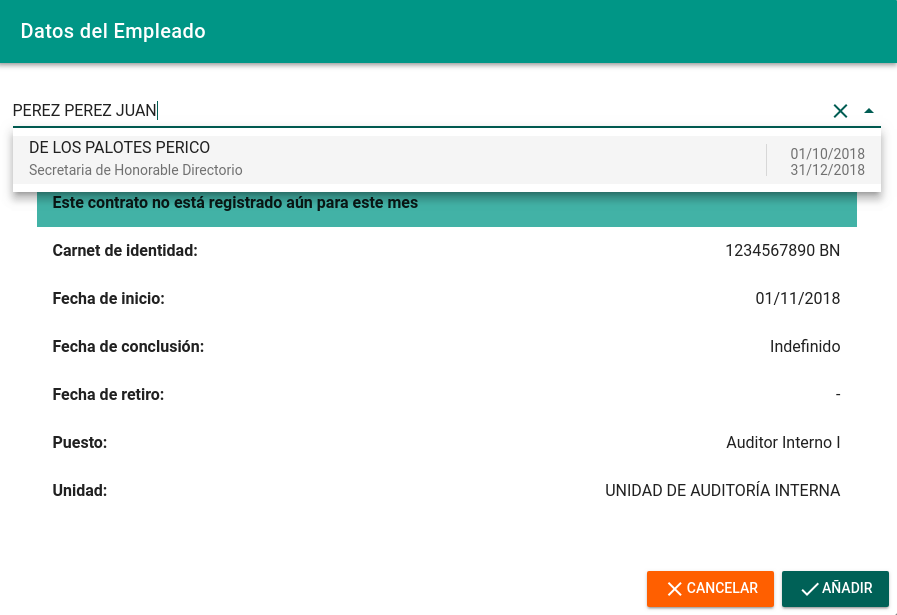 Datos del Empleado
PEREZ PEREZ JUAN
DE LOS PALOTES PERICO
Secretaria de Honorable Directorio
01/10/2018
31/12/2018
Este contrato no está registrado aún para este mes
Carnet de identidad: 1234567890 BN
Fecha de inicio: 01/11/2018
Fecha de conclusión: Indefinido
Fecha de retiro: -
Puesto: Auditor Interno I
Unidad: UNIDAD DE AUDITORÍA INTERNA
CANCELAR AÑADIR